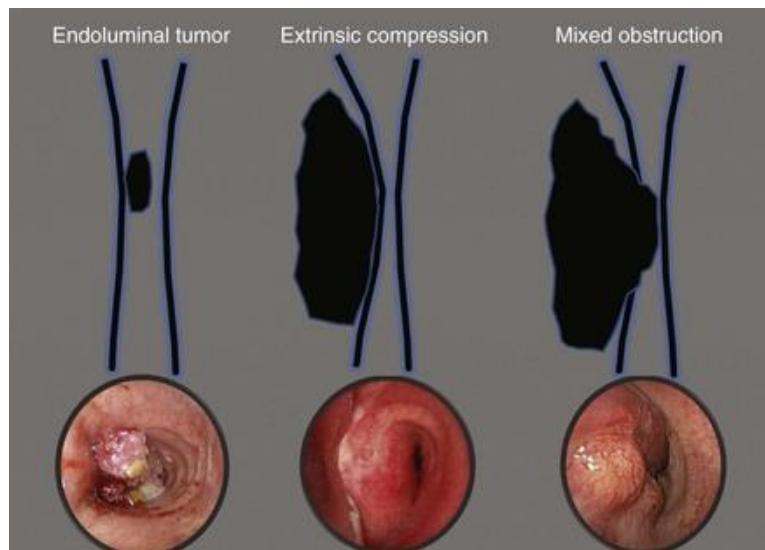 Endoluminal tumor
Extrinsic compression
Mixed obstruction